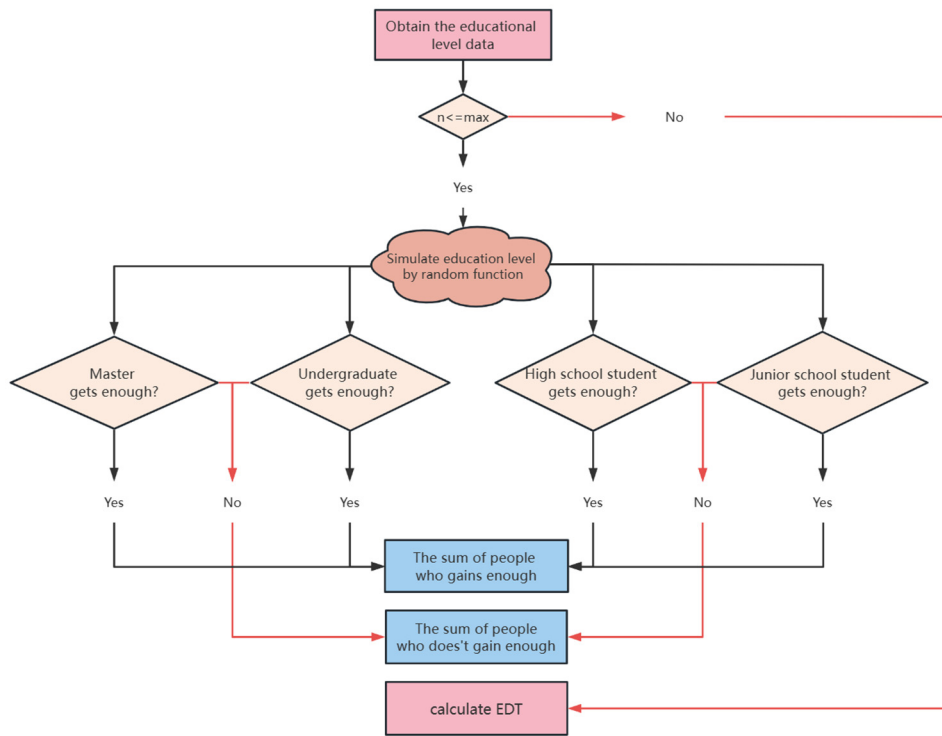 Obtain the educational
level data
n<=max
No
Yes
Simulate education level
by random function
Master
gets enough?
Undergraduate
gets enough?
High school student
gets enough?
Junior school student
gets enough?
Yes
No
Yes
Yes
No
Yes
The sum of people
who gains enough
The sum of people
who does't gain enough
calculate EDT